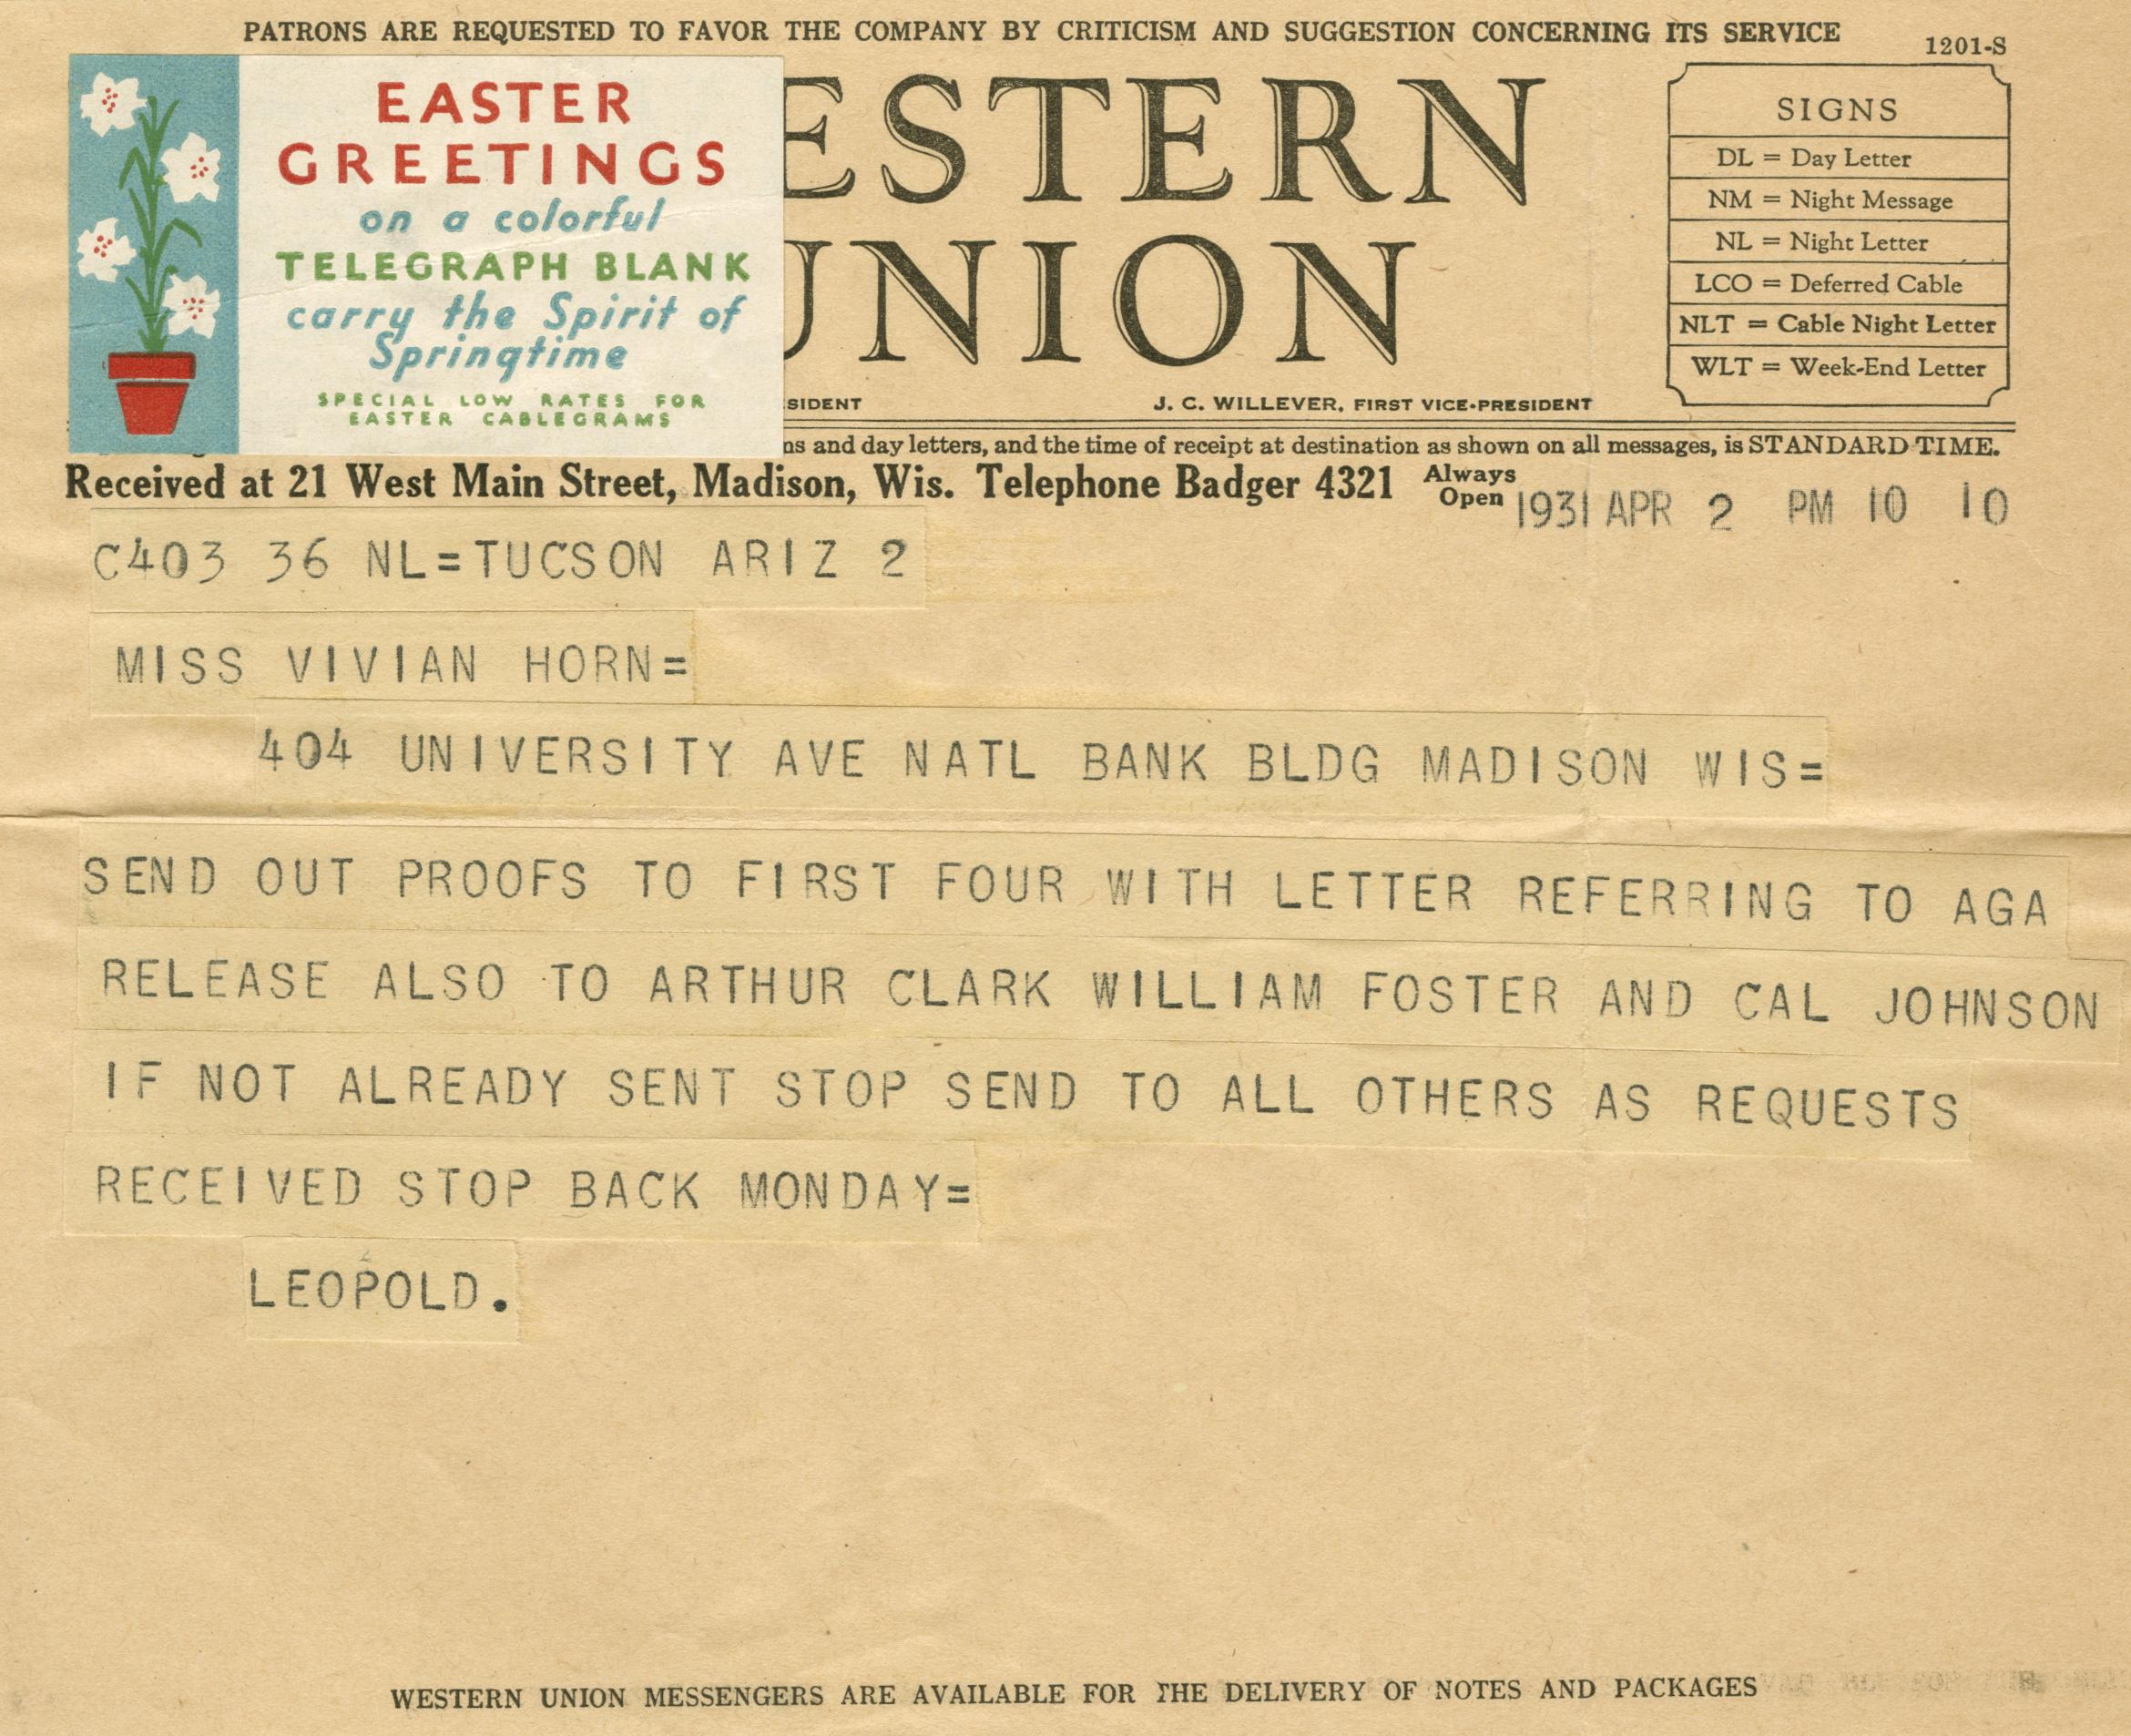 PATRONS ARE REQUESTED TO FAVOR THE COMPANY BY CRITICISM AND SUGGESTION CONCERNING ITS SERVICE
1201-S
EASTER
GREETINGS
on a colorful
TELEGRAPH BLANK
carry the Spirit of
Springtime
SPECIAL LOW RATES FOR
EASTER CABLEGRAMS
ESTERN
UNION
SIDENT
J. C. WILLEVER, FIRST VICE-PRESIDENT
SIGNS
DL = Day Letter
NM = Night Message
NL = Night Letter
LCO = Deferred Cable
NLT = Cable Night Letter
WLT = Week-End Letter
ns and day letters, and the time of receipt at destination as shown on all messages, is STANDARD TIME.
Received at 21 West Main Street, Madison, Wis. Telephone Badger 4321 Always Open
1931 APR 2 PM 10 10
C403 36 NL=TUCSON ARIZ 2
MISS VIVIAN HORN=
404 UNIVERSITY AVE NATL BANK BLDG MADISON WIS=
SEND OUT PROOFS TO FIRST FOUR WITH LETTER REFERRING TO AGA
RELEASE ALSO TO ARTHUR CLARK WILLIAM FOSTER AND CAL JOHNSON
IF NOT ALREADY SENT STOP SEND TO ALL OTHERS AS REQUESTS
RECEIVED STOP BACK MONDAY=
LEOPOLD.
WESTERN UNION MESSENGERS ARE AVAILABLE FOR THE DELIVERY OF NOTES AND PACKAGES